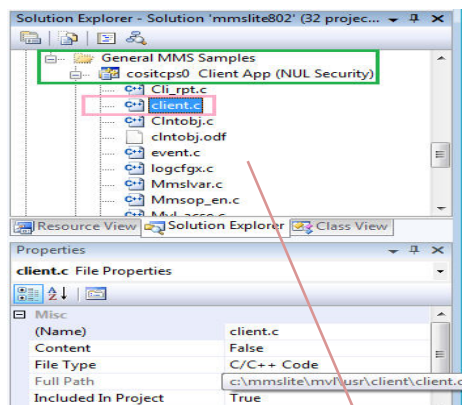 Solution Explorer - Solution 'mmslite802' (32 projec...
General MMS Samples
cositcps0 Client App (NUL Security)
Cli_rpt.c
client.c
Clntobj.c
clntobj.odf
event.c
logcfgx.c
Mmslvar.c
Mmsop_en.c
Mvl_acse.c
Resource View Solution Explorer Class View
Properties
client.c File Properties
Misc
(Name) client.c
Content False
File Type C/C++ Code
Full Path c:\mmslite\mvl\usr\client\client.c
Included In Project True